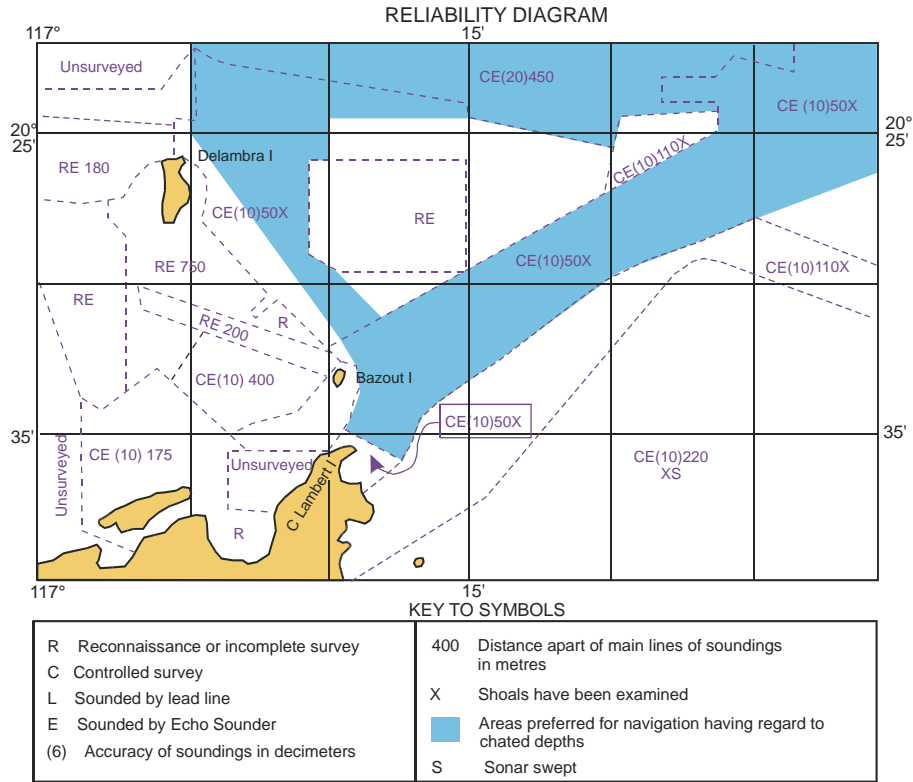 RELIABILITY DIAGRAM
117°
15'
Unsurveyed
CE(20)450
CE (10)50X
20°
25'
20°
25'
Delambra I
CE(10)110X
RE 180
CE(10)50X
RE
RE 750
CE(10)50X
CE(10)110X
RE
RE 200
R
CE(10) 400
Bazout I
CE(10)50X
35'
35'
CE (10) 175
Unsurveyed
Unsurveyed
C Lambert I
CE(10)220
XS
R
117°
15'
KEY TO SYMBOLS
R Reconnaissance or incomplete survey
C Controlled survey
L Sounded by lead line
E Sounded by Echo Sounder
(6) Accuracy of soundings in decimeters
400 Distance apart of main lines of soundings
in metres
X Shoals have been examined
Areas preferred for navigation having regard to
chated depths
S Sonar swept